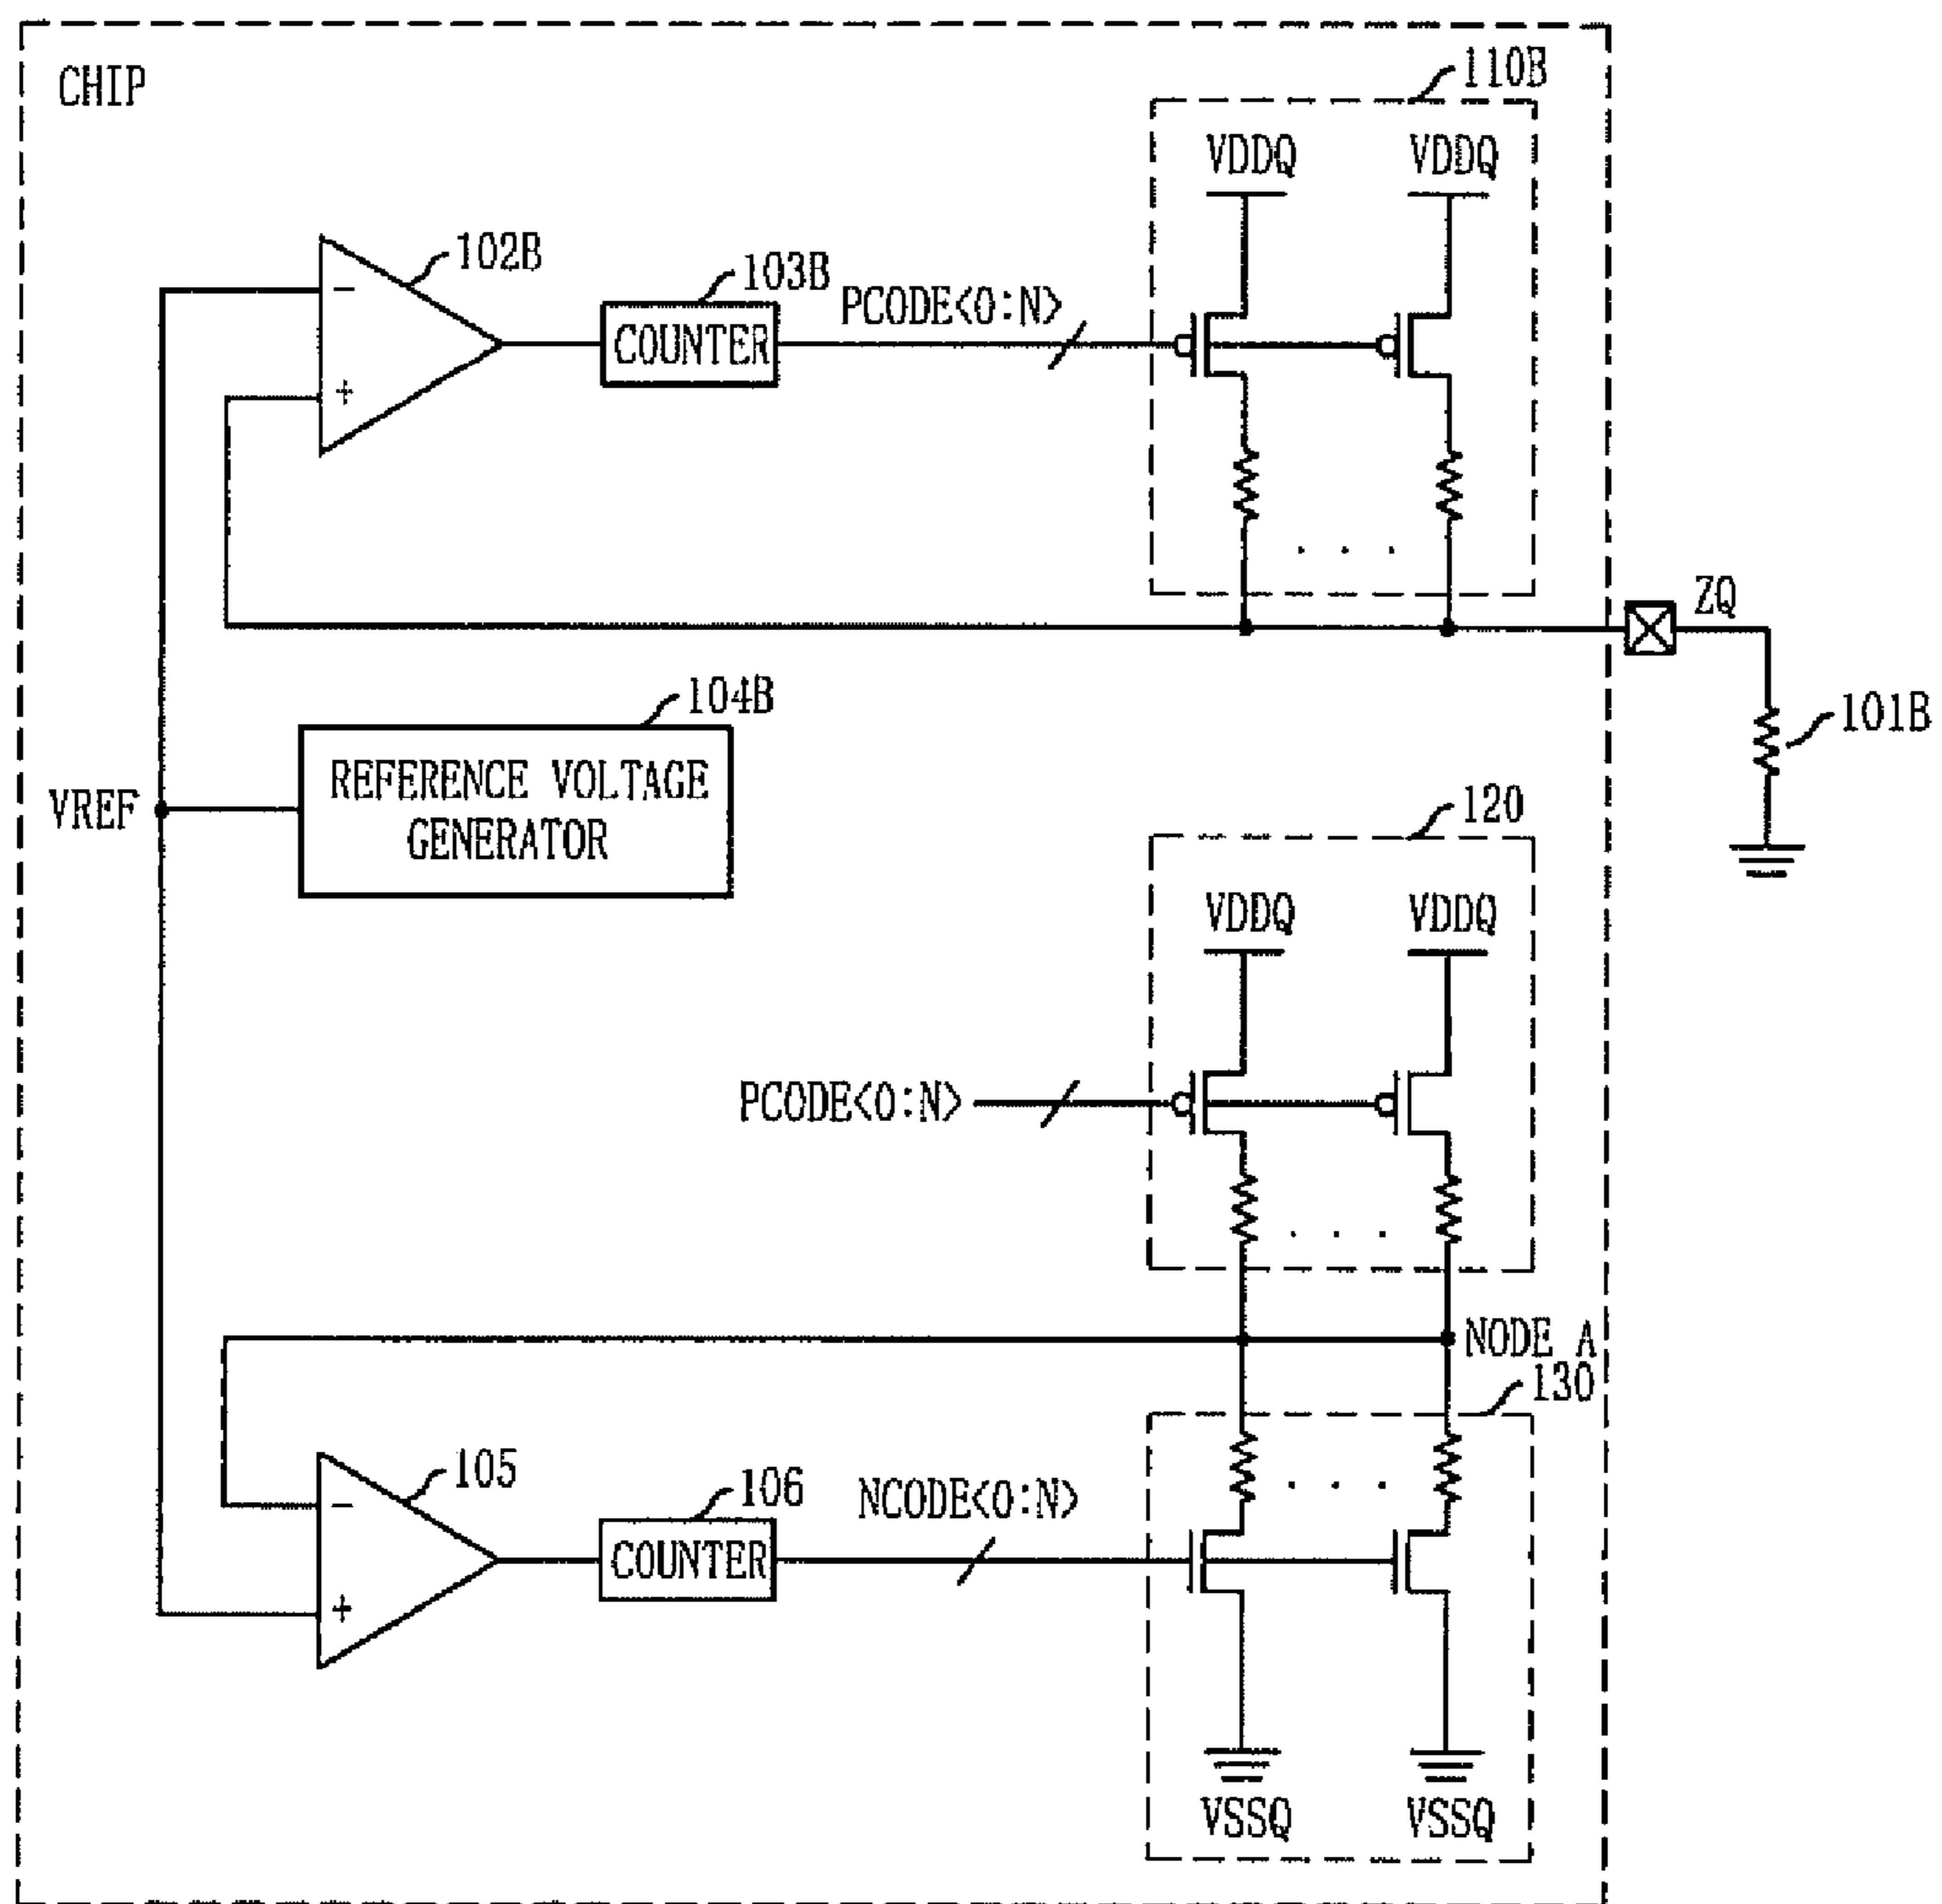 CHIP
110B
VDDQ VDDQ
102B
103B
-
PCODE<0:N>
COUNTER
+
. . .
ZQ
104B
101B
REFERENCE VOLTAGE
GENERATOR
VREF
120
VDDQ VDDQ
PCODE<0:N>
. . .
NODE A
130
105
106
NCODE<0:N>
. . .
-
COUNTER
+
VSSQ VSSQ